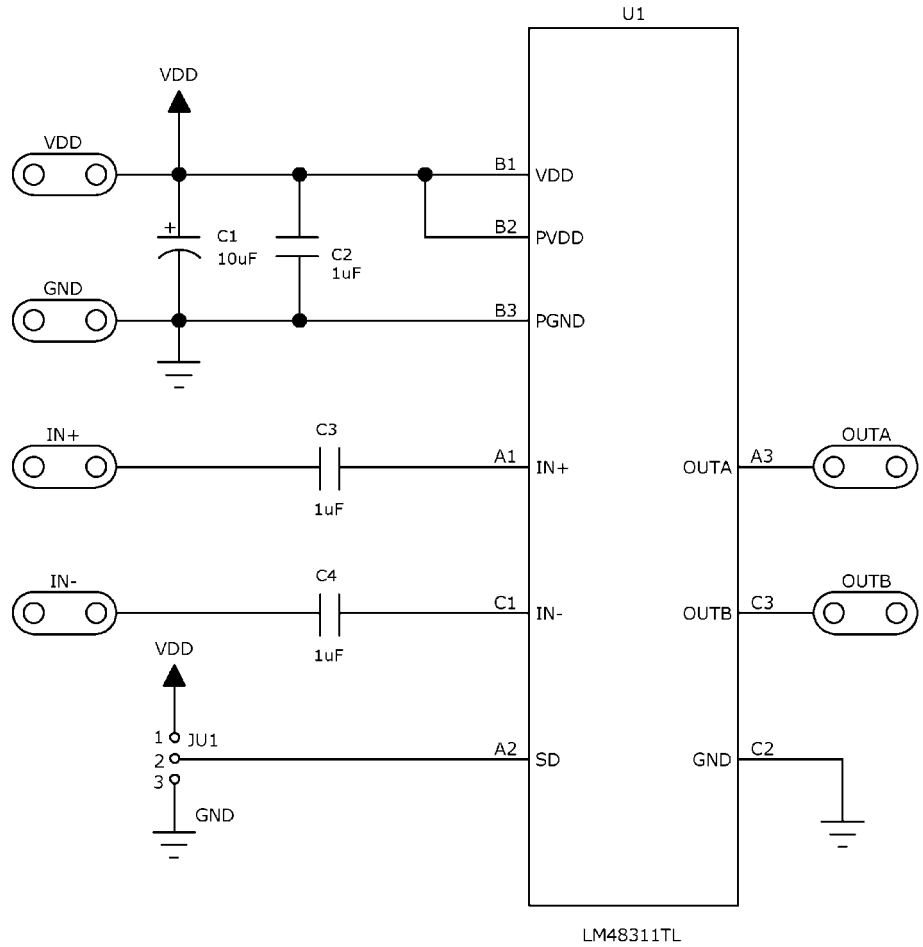 U1
VDD
VDD
B1
VDD
+
C1
10uF
C2
1uF
B2
PVDD
GND
B3
PGND
IN+
C3
1uF
A1
IN+
OUTA
A3
OUTA
IN-
C4
1uF
C1
IN-
OUTB
C3
OUTB
VDD
1
JU1
2
3
GND
A2
SD
GND
C2
LM48311TL